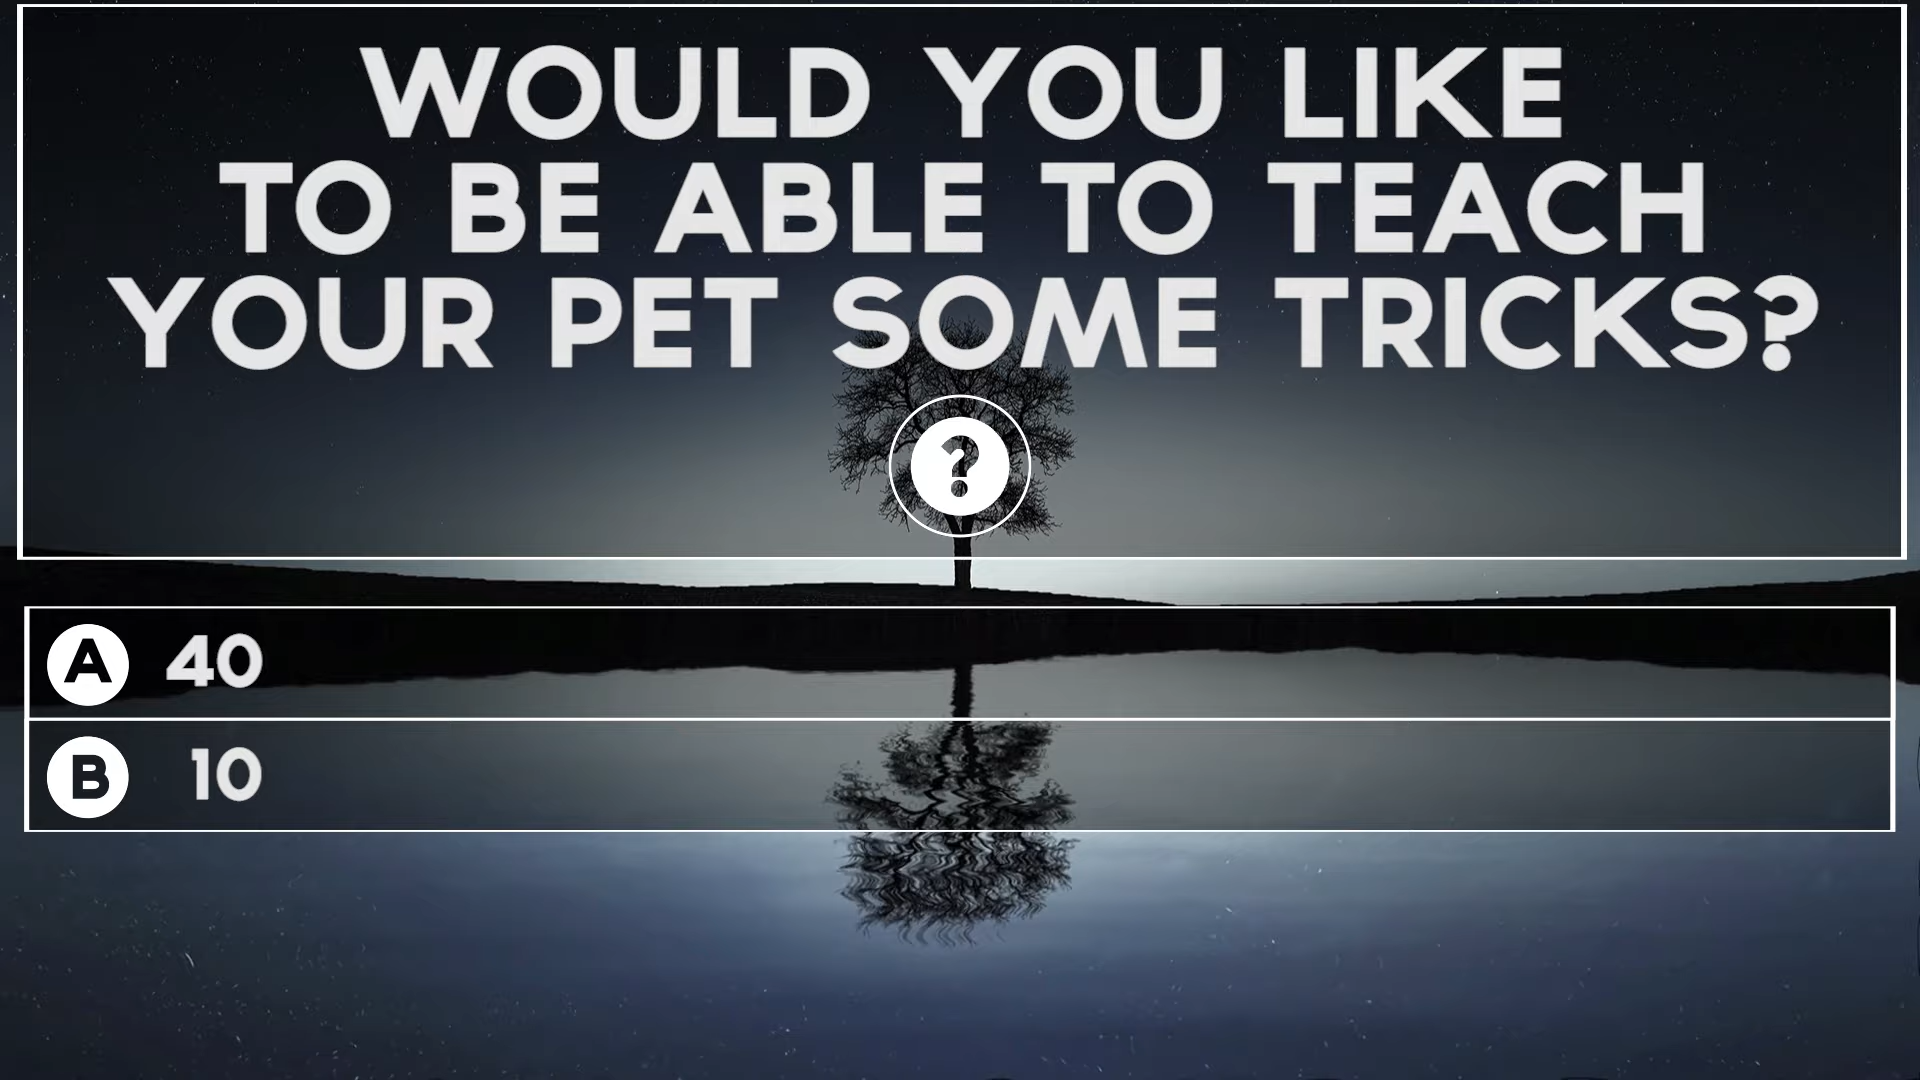 WOULD YOU LIKE
TO BE ABLE TO TEACH
YOUR PET SOME TRICKS?
?
A 40
B 10